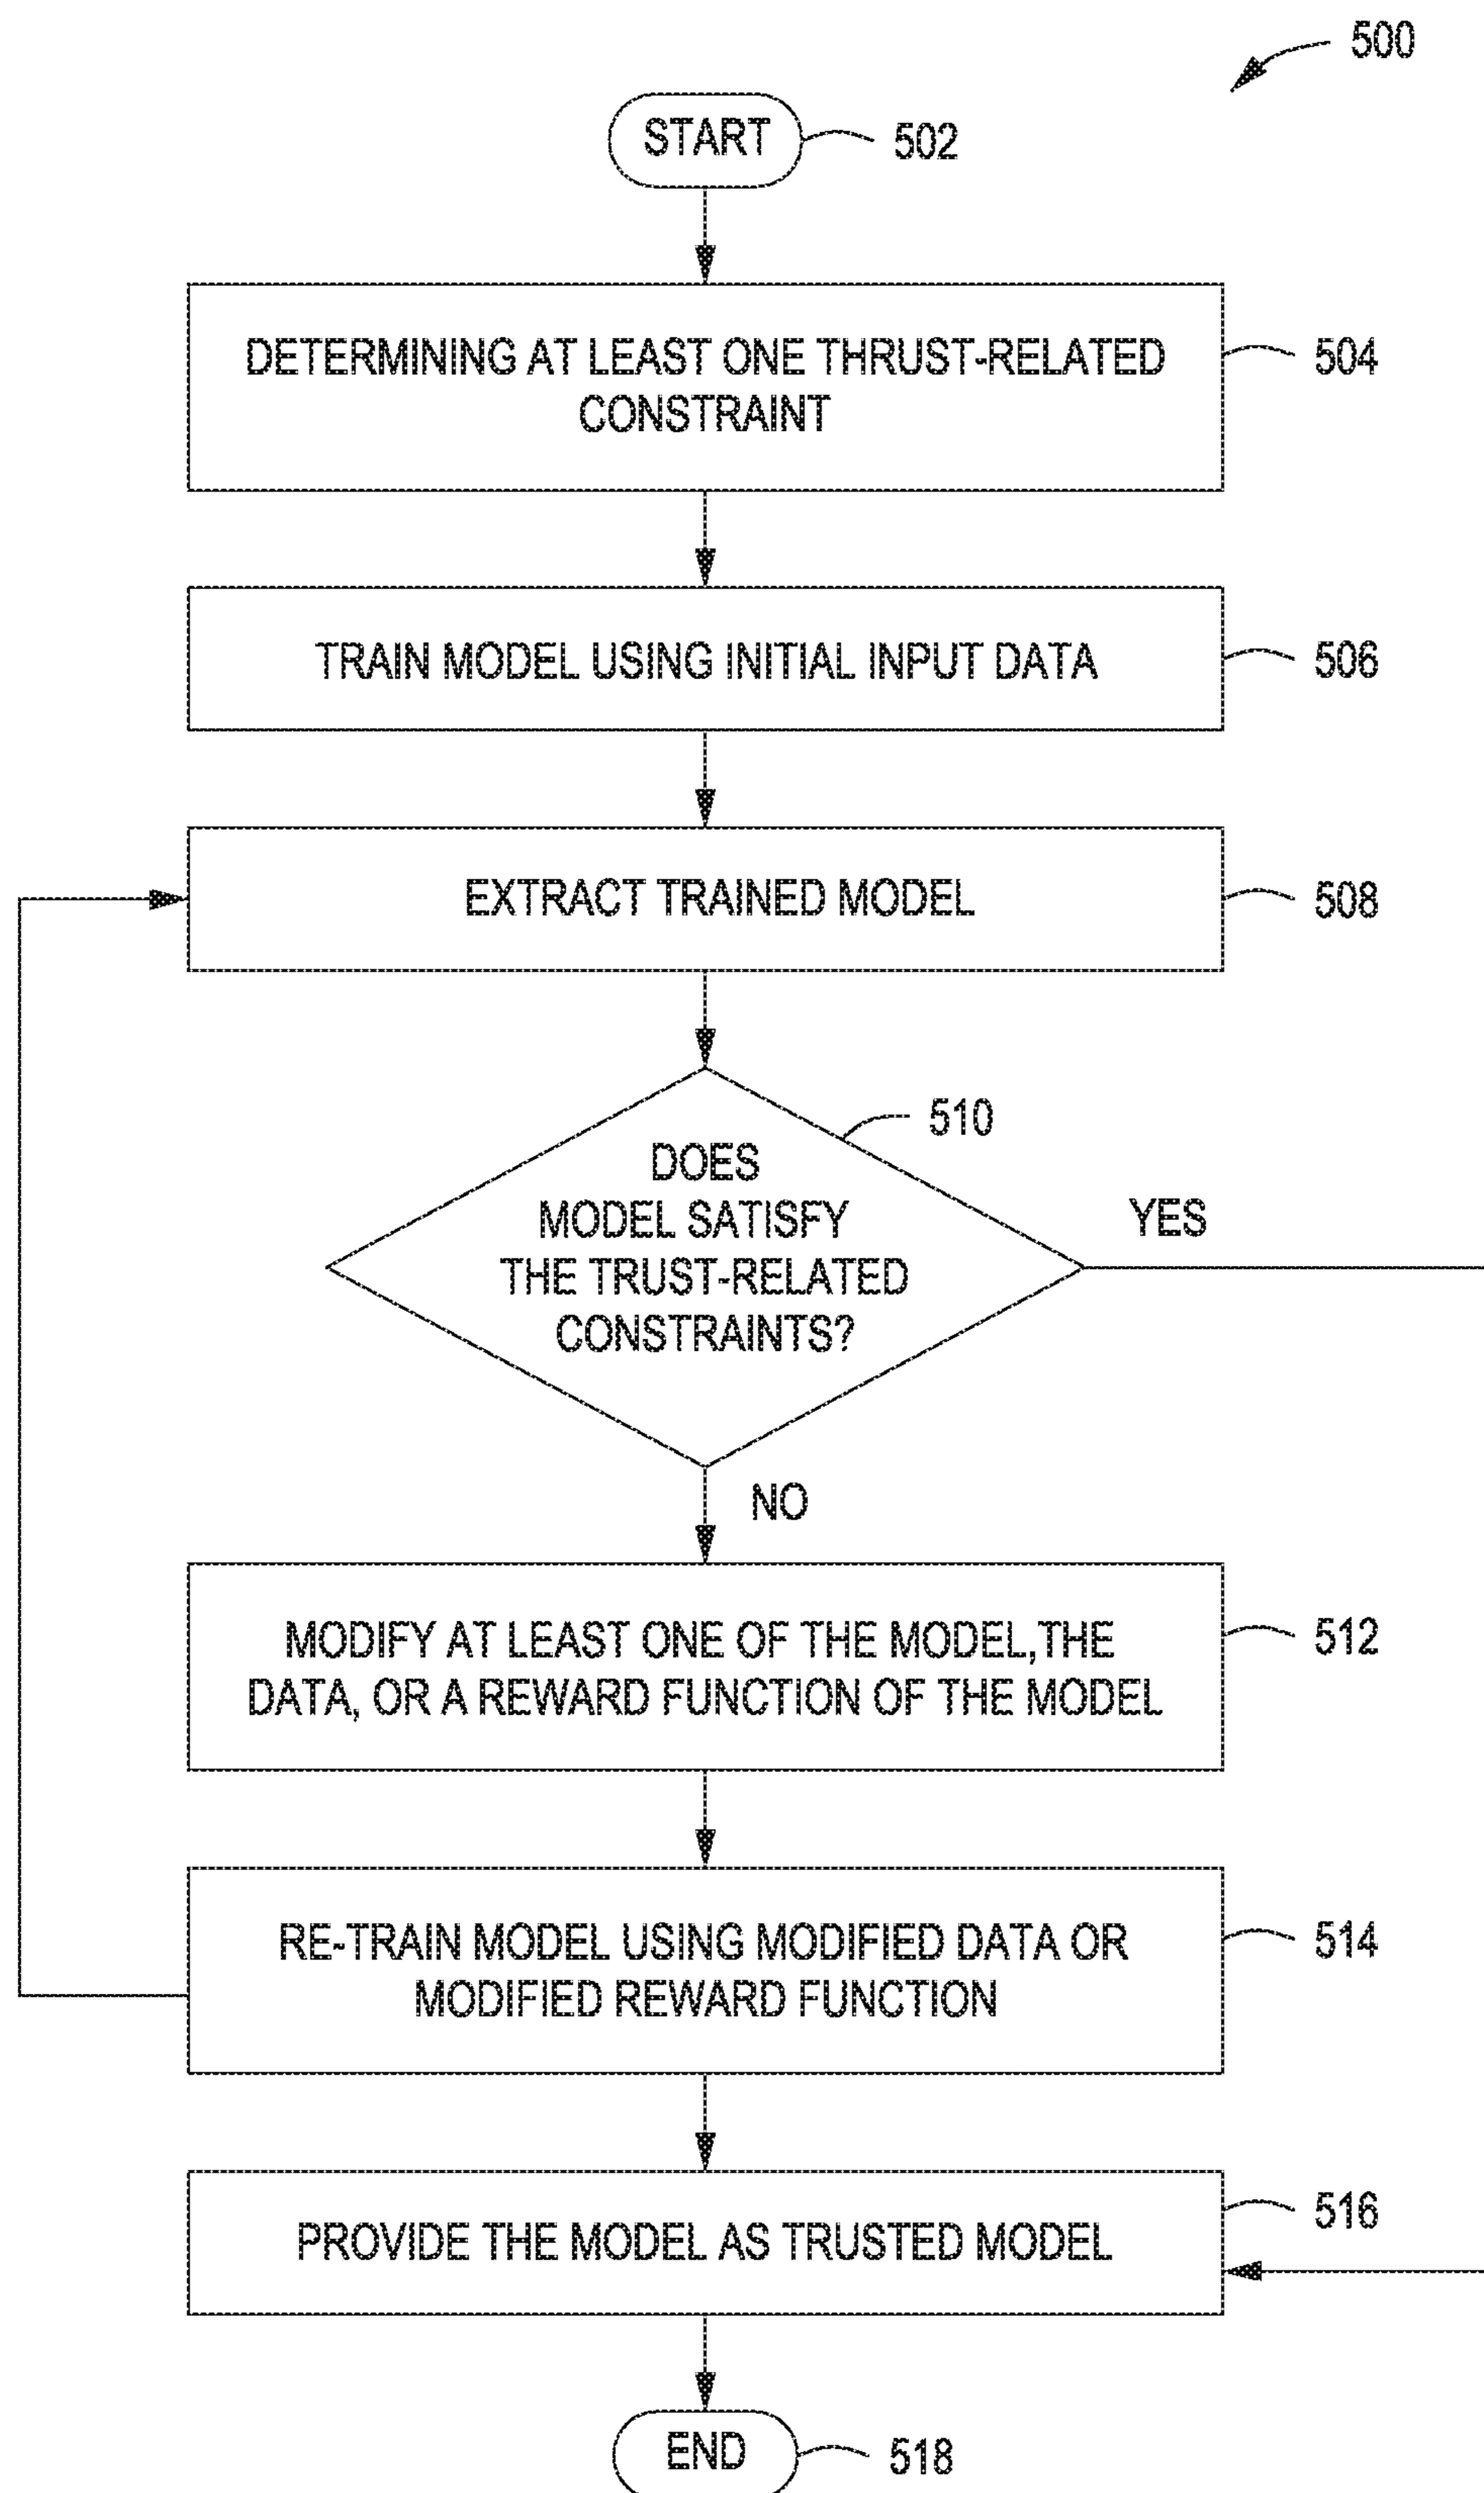 500
START
502
DETERMINING AT LEAST ONE THRUST-RELATED
CONSTRAINT
504
TRAIN MODEL USING INITIAL INPUT DATA
506
EXTRACT TRAINED MODEL
508
510
DOES
MODEL SATISFY
THE TRUST-RELATED
CONSTRAINTS?
YES
NO
MODIFY AT LEAST ONE OF THE MODEL,THE
DATA, OR A REWARD FUNCTION OF THE MODEL
512
RE-TRAIN MODEL USING MODIFIED DATA OR
MODIFIED REWARD FUNCTION
514
PROVIDE THE MODEL AS TRUSTED MODEL
516
END
518